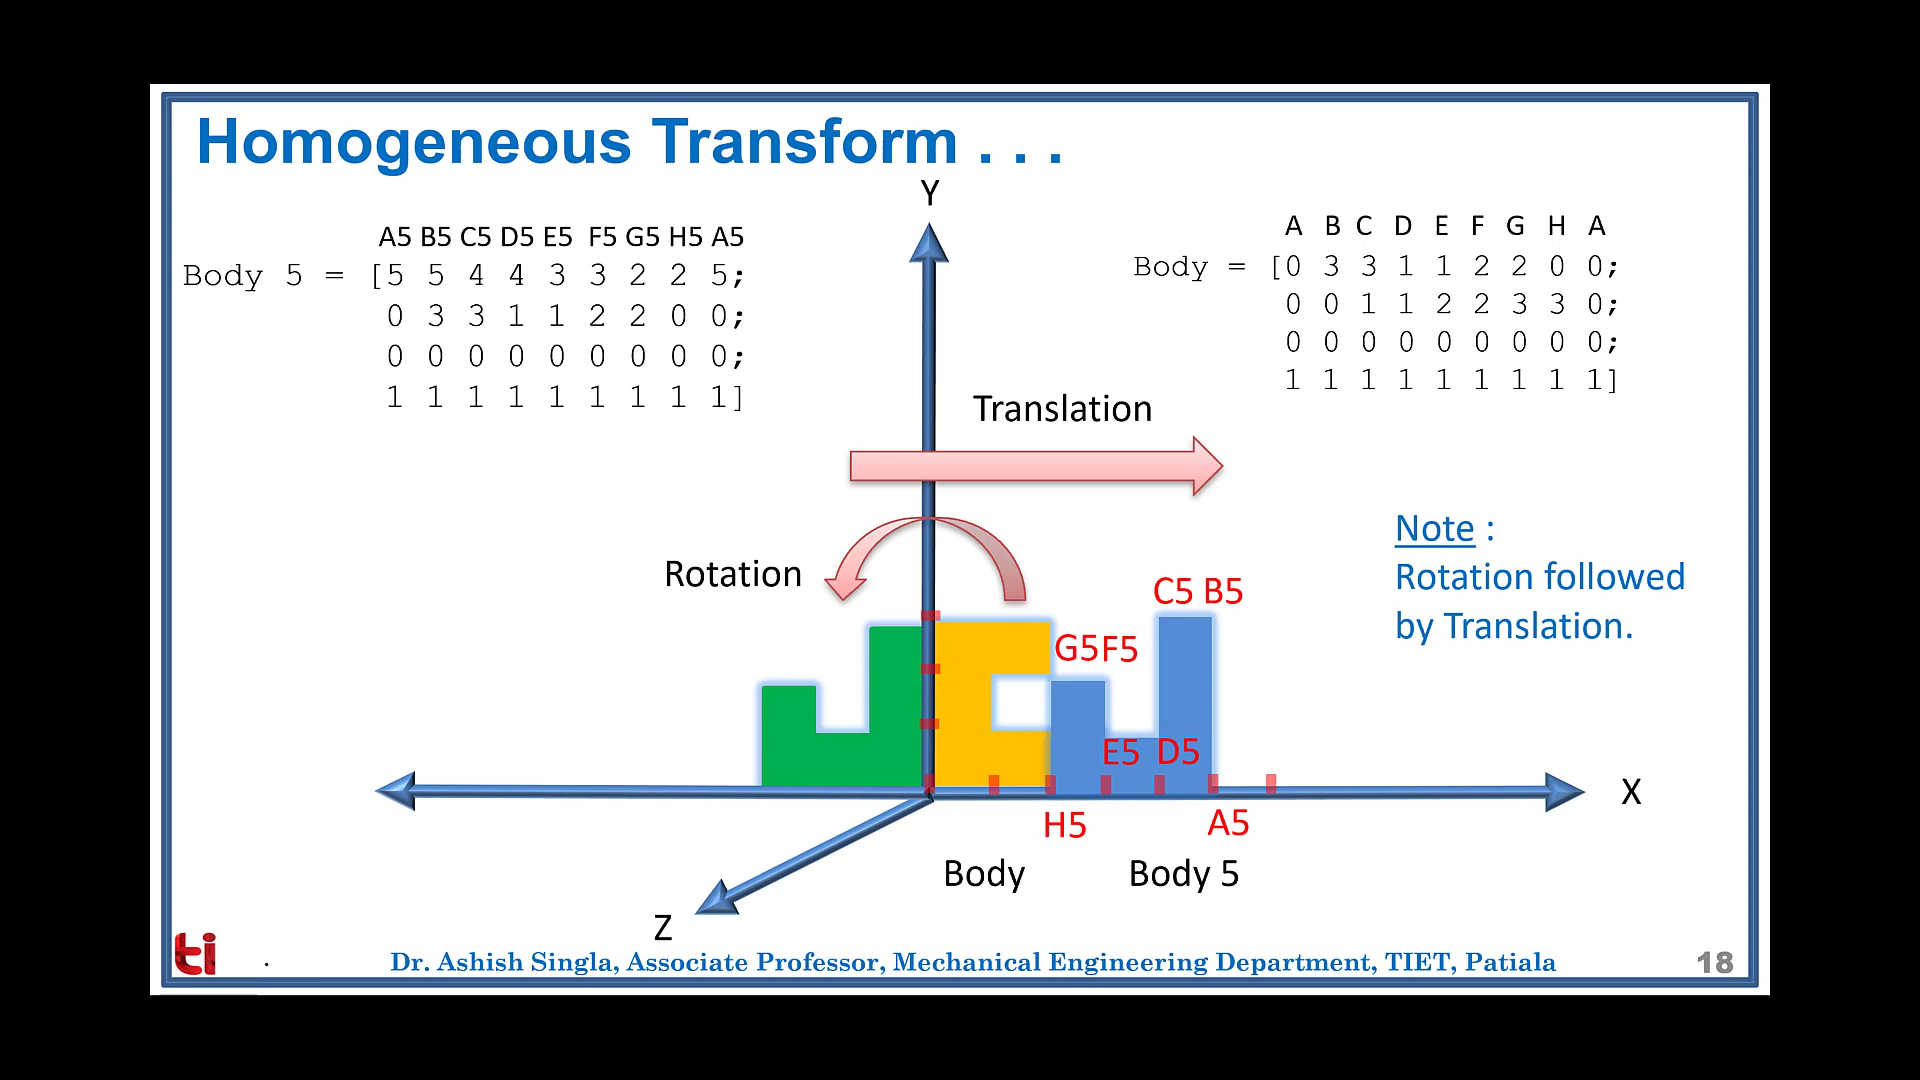 Homogeneous Transform . . .
Y
A5 B5 C5 D5 E5 F5 G5 H5 A5
Body 5 = [5 5 4 4 3 3 2 2 5;
0 3 3 1 1 2 2 0 0;
0 0 0 0 0 0 0 0 0;
1 1 1 1 1 1 1 1 1]
A B C D E F G H A
Body = [0 3 3 1 1 2 2 0 0;
0 0 1 1 2 2 3 3 0;
0 0 0 0 0 0 0 0 0;
1 1 1 1 1 1 1 1 1]
Translation
Rotation
Note :
Rotation followed
by Translation.
C5 B5
G5 F5
E5 D5
X
H5 A5
Body Body 5
Z
ti .
Dr. Ashish Singla, Associate Professor, Mechanical Engineering Department, TIET, Patiala
18